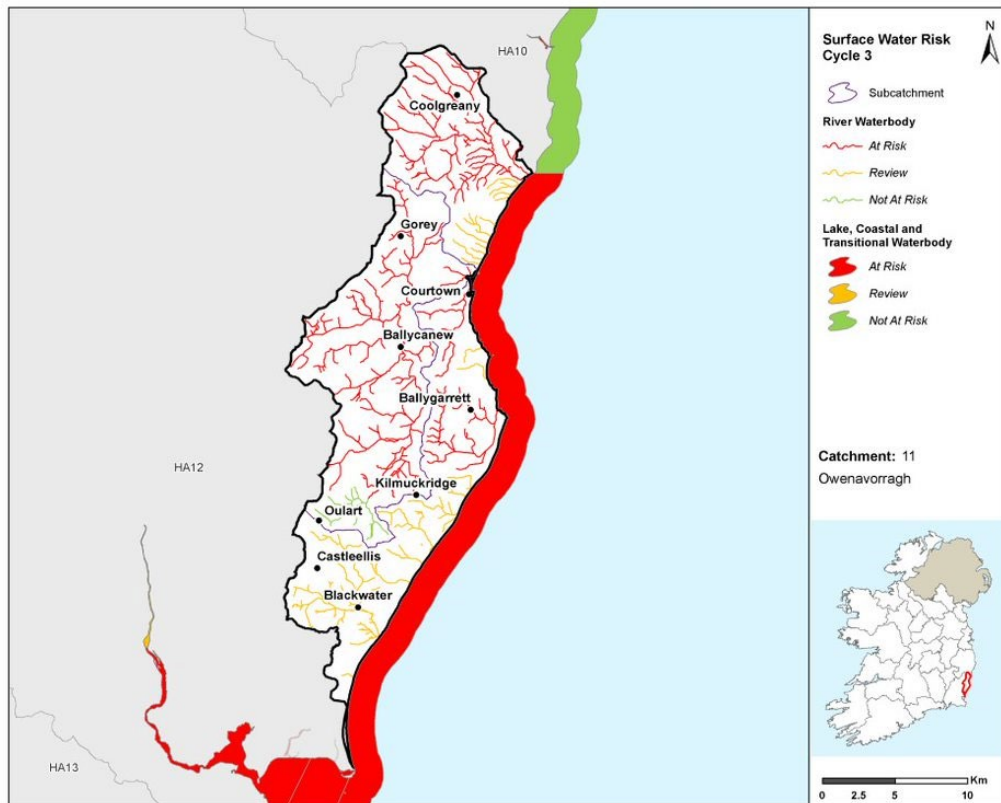 HA10
Coolgreany
Gorey
Courtown
Ballycanew
Ballygarrett
HA12
Kilmuckridge
Oulart
Castleellis
Blackwater
HA13
N
Surface Water Risk
Cycle 3
Subcatchment
River Waterbody
At Risk
Review
Not At Risk
Lake, Coastal and
Transitional Waterbody
At Risk
Review
Not At Risk
Catchment: 11
Owenavorragh
Km
0 2.5 5 10